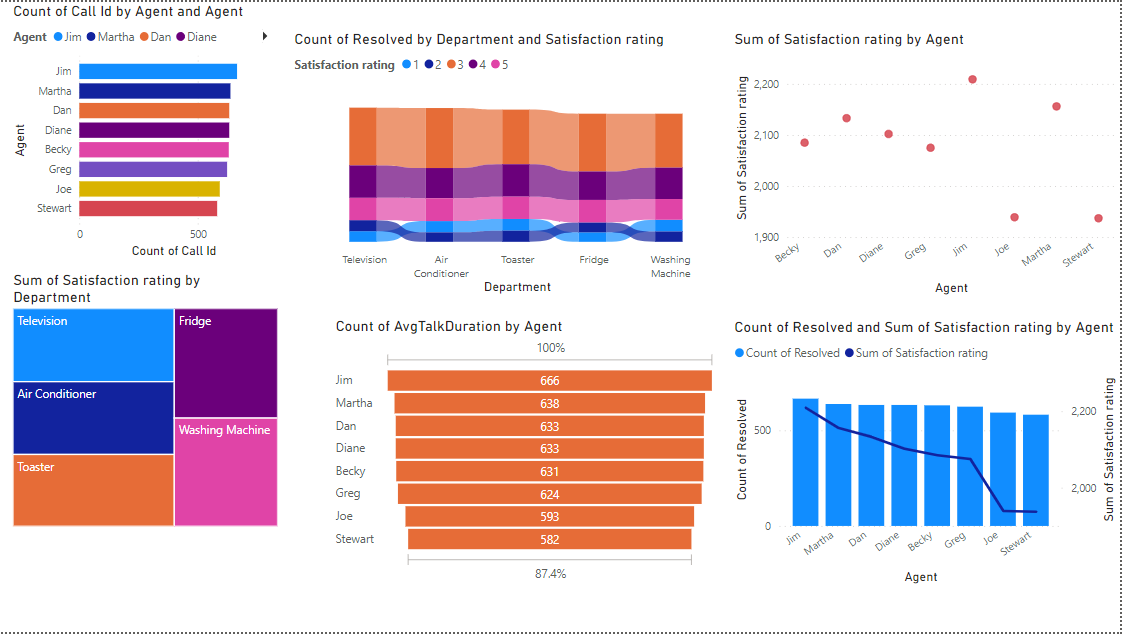 Count of Call Id by Agent and Agent
Agent Jim Martha Dan Diane
Jim
Martha
Dan
Diane
Becky
Greg
Joe
Stewart
Agent
0 500
Count of Call Id
Count of Resolved by Department and Satisfaction rating
Satisfaction rating 1 2 3 4 5
Television Air Conditioner Toaster Fridge Washing Machine
Department
Sum of Satisfaction rating by Agent
Sum of Satisfaction rating
2,200
2,100
2,000
1,900
Becky Dan Diane Greg Jim Joe Martha Stewart
Agent
Sum of Satisfaction rating by
Department
Television
Fridge
Air Conditioner
Washing Machine
Toaster
Count of AvgTalkDuration by Agent
100%
Jim 666
Martha 638
Dan 633
Diane 633
Becky 631
Greg 624
Joe 593
Stewart 582
87.4%
Count of Resolved and Sum of Satisfaction rating by Agent
Count of Resolved Sum of Satisfaction rating
Count of Resolved
500
0
2,200
2,000
Sum of Satisfaction rating
Jim Martha Dan Diane Becky Greg Joe Stewart
Agent